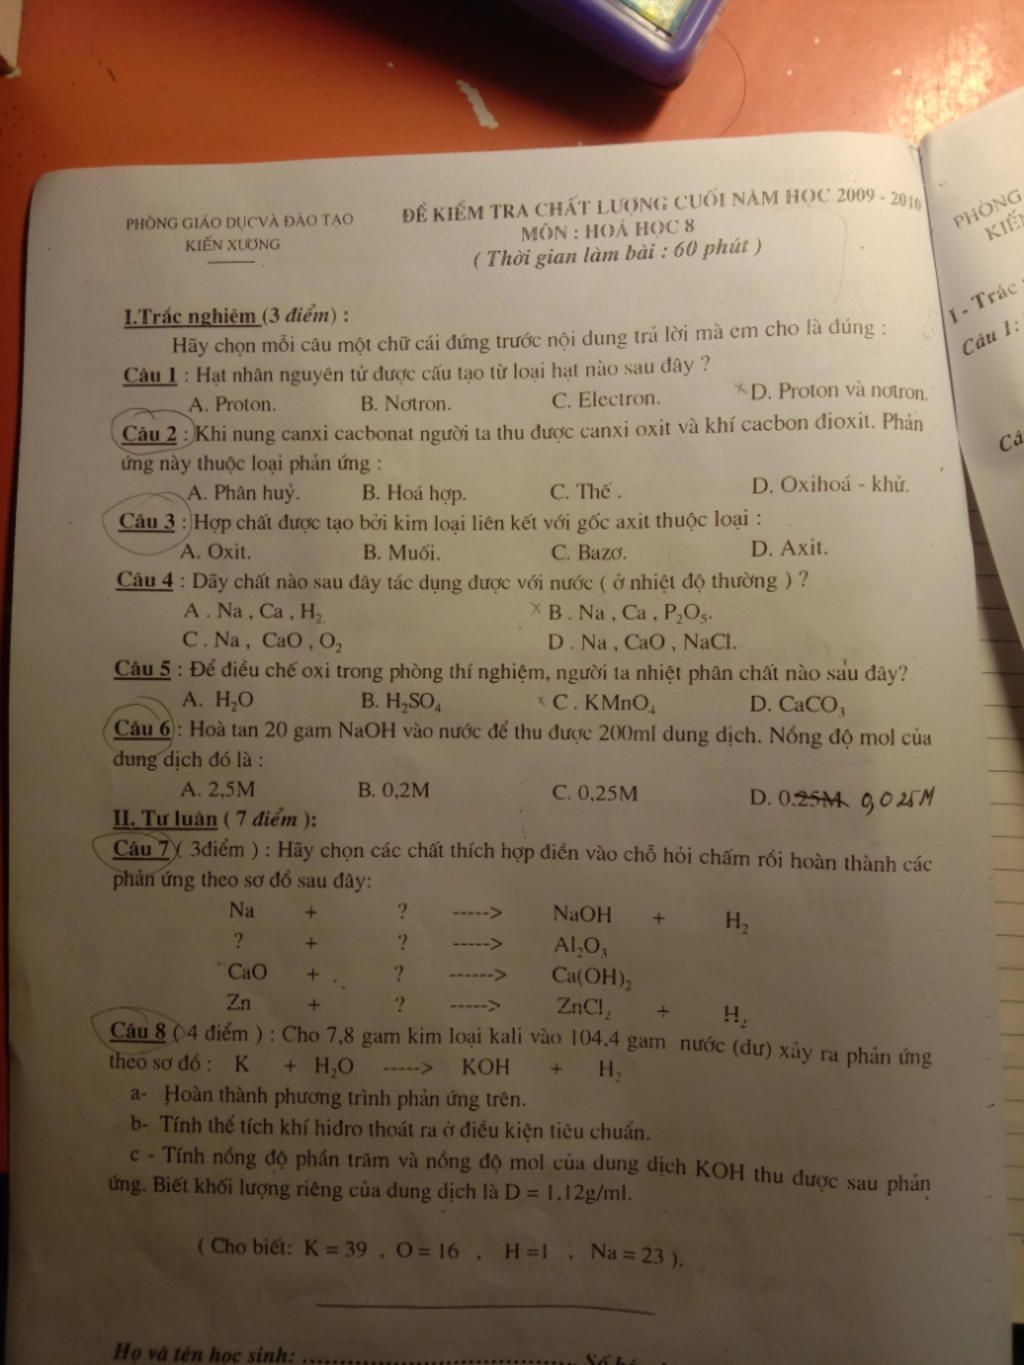 PHÒNG GIÁO DỤC VÀ ĐÀO TẠO
KIẾN XƯƠNG
ĐỀ KIỂM TRA CHẤT LƯỢNG CUỐI NĂM HỌC 2009 - 2010
MÔN : HOÁ HỌC 8
( Thời gian làm bài : 60 phút )
I.Trắc nghiêm (3 điểm) :
Hãy chọn mỗi câu một chữ cái đứng trước nội dung trả lời mà em cho là đúng :
Câu 1 : Hạt nhân nguyên tử được cấu tạo từ loại hạt nào sau đây ?
A. Proton. B. Nơtron. C. Electron. x D. Proton và nơtron.
Câu 2 : Khi nung canxi cacbonat người ta thu được canxi oxit và khí cacbon đioxit. Phản
ứng này thuộc loại phản ứng :
A. Phân huỷ. B. Hoá hợp. C. Thế . D. Oxihoá - khử.
Câu 3 : Hợp chất được tạo bởi kim loại liên kết với gốc axit thuộc loại :
A. Oxit. B. Muối. C. Bazơ. D. Axit.
Câu 4 : Dãy chất nào sau đây tác dụng được với nước ( ở nhiệt độ thường ) ?
A . Na , Ca , H₂ x B . Na , Ca , P₂O₅.
C . Na , CaO , O₂ D . Na , CaO , NaCl.
Câu 5 : Để điều chế oxi trong phòng thí nghiệm, người ta nhiệt phân chất nào sau đây?
A. H₂O B. H₂SO₄ x C . KMnO₄ D. CaCO₃
Câu 6 : Hoà tan 20 gam NaOH vào nước để thu được 200ml dung dịch. Nồng độ mol của
dung dịch đó là :
A. 2,5M B. 0,2M C. 0,25M D. 0.25M 0,025M
II. Tư luân ( 7 điểm ):
Câu 7 ( 3điểm ) : Hãy chọn các chất thích hợp điền vào chỗ hỏi chấm rồi hoàn thành các
phản ứng theo sơ đồ sau đây:
Na + ? -----> NaOH + H₂
? + ? -----> Al₂O₃
CaO + ? ------> Ca(OH)₂
Zn + ? -----> ZnCl₂ + H₂
Câu 8 ( 4 điểm ) : Cho 7,8 gam kim loại kali vào 104,4 gam nước (dư) xảy ra phản ứng
theo sơ đồ : K + H₂O -----> KOH + H₂
a- Hoàn thành phương trình phản ứng trên.
b- Tính thể tích khí hiđro thoát ra ở điều kiện tiêu chuẩn.
c - Tính nồng độ phần trăm và nồng độ mol của dung dịch KOH thu được sau phản
ứng. Biết khối lượng riêng của dung dịch là D = 1,12g/ml.
( Cho biết: K = 39 , O = 16 , H =1 , Na = 23 ).
Họ và tên học sinh: ........................... Số
PHÒNG
KIẾ
I - Trắc
Câu 1:
Câ